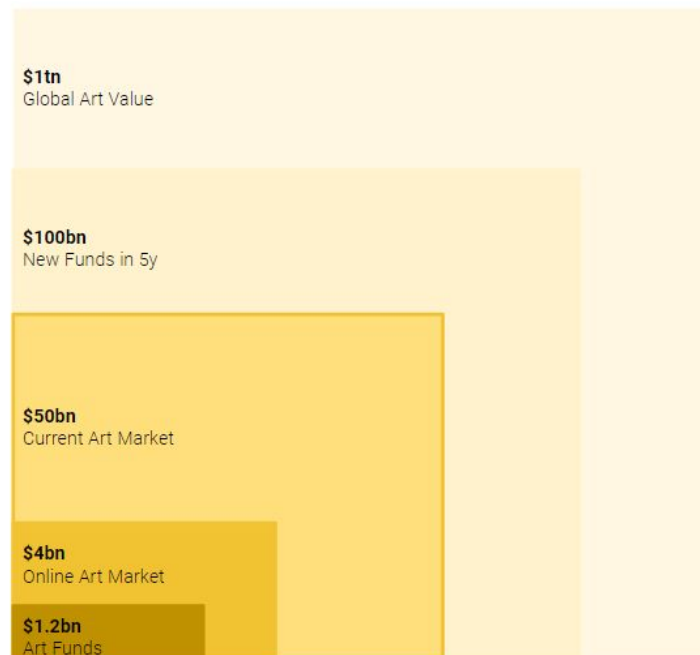 $1tn
Global Art Value
$100bn
New Funds in 5y
$50bn
Current Art Market
$4bn
Online Art Market
$1.2bn
Art Funds